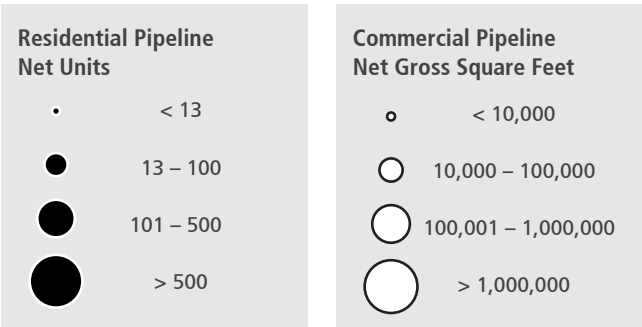 Residential Pipeline
Net Units
< 13
13 – 100
101 – 500
> 500
Commercial Pipeline
Net Gross Square Feet
< 10,000
10,000 – 100,000
100,001 – 1,000,000
> 1,000,000